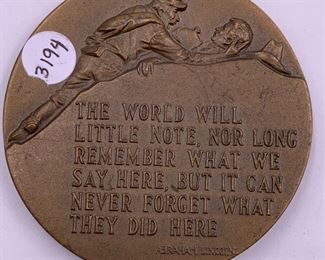 3194
THE WORLD WILL
LITTLE NOTE, NOR LONG
REMEMBER WHAT WE
SAY HERE, BUT IT CAN
NEVER FORGET WHAT
THEY DID HERE
ABRAHAM LINCOLN